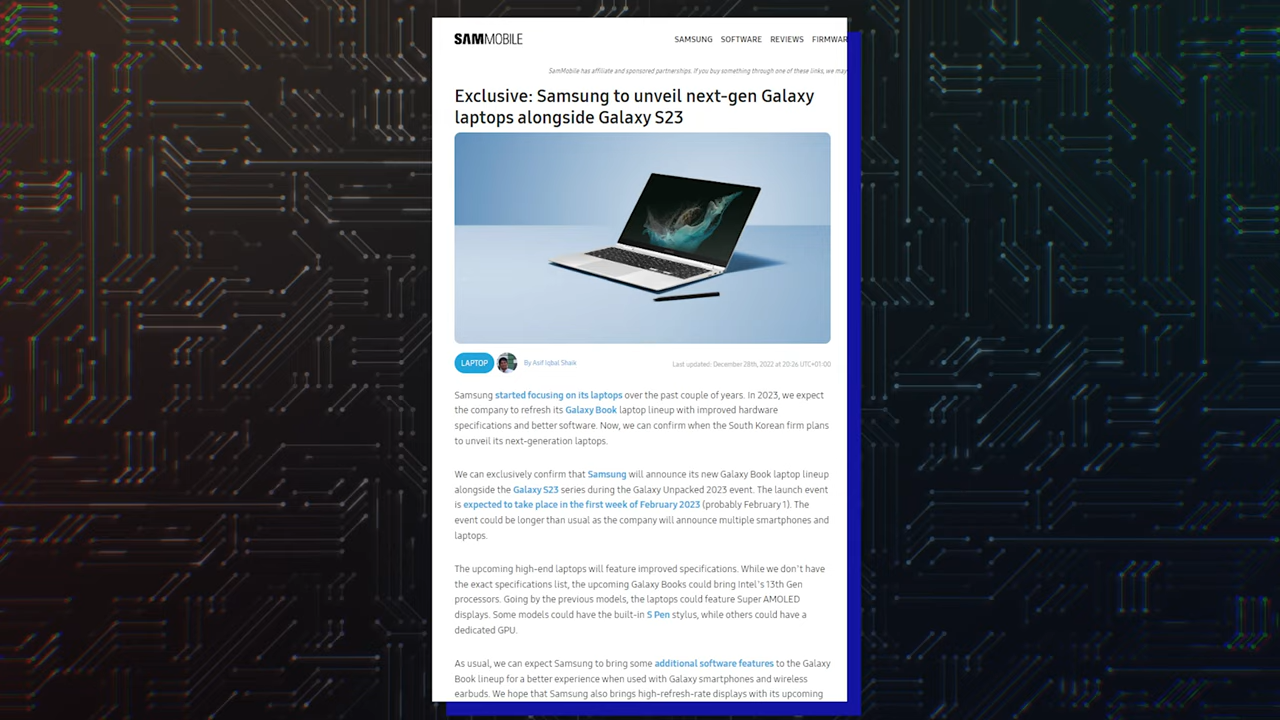 SAMMOBILE
SAMSUNG SOFTWARE REVIEWS FIRMWAR
SamMobile has affiliate and sponsored partnerships. If you buy something through one of these links, we may
Exclusive: Samsung to unveil next-gen Galaxy
laptops alongside Galaxy S23
LAPTOP By Asif Iqbal Shaik Last updated: December 28th, 2022 at 20:26 UTC+01:00
Samsung started focusing on its laptops over the past couple of years. In 2023, we expect
the company to refresh its Galaxy Book laptop lineup with improved hardware
specifications and better software. Now, we can confirm when the South Korean firm plans
to unveil its next-generation laptops.
We can exclusively confirm that Samsung will announce its new Galaxy Book laptop lineup
alongside the Galaxy S23 series during the Galaxy Unpacked 2023 event. The launch event
is expected to take place in the first week of February 2023 (probably February 1). The
event could be longer than usual as the company will announce multiple smartphones and
laptops.
The upcoming high-end laptops will feature improved specifications. While we don't have
the exact specifications list, the upcoming Galaxy Books could bring Intel's 13th Gen
processors. Going by the previous models, the laptops could feature Super AMOLED
displays. Some models could have the built-in S Pen stylus, while others could have a
dedicated GPU.
As usual, we can expect Samsung to bring some additional software features to the Galaxy
Book lineup for a better experience when used with Galaxy smartphones and wireless
earbuds. We hope that Samsung also brings high-refresh-rate displays with its upcoming